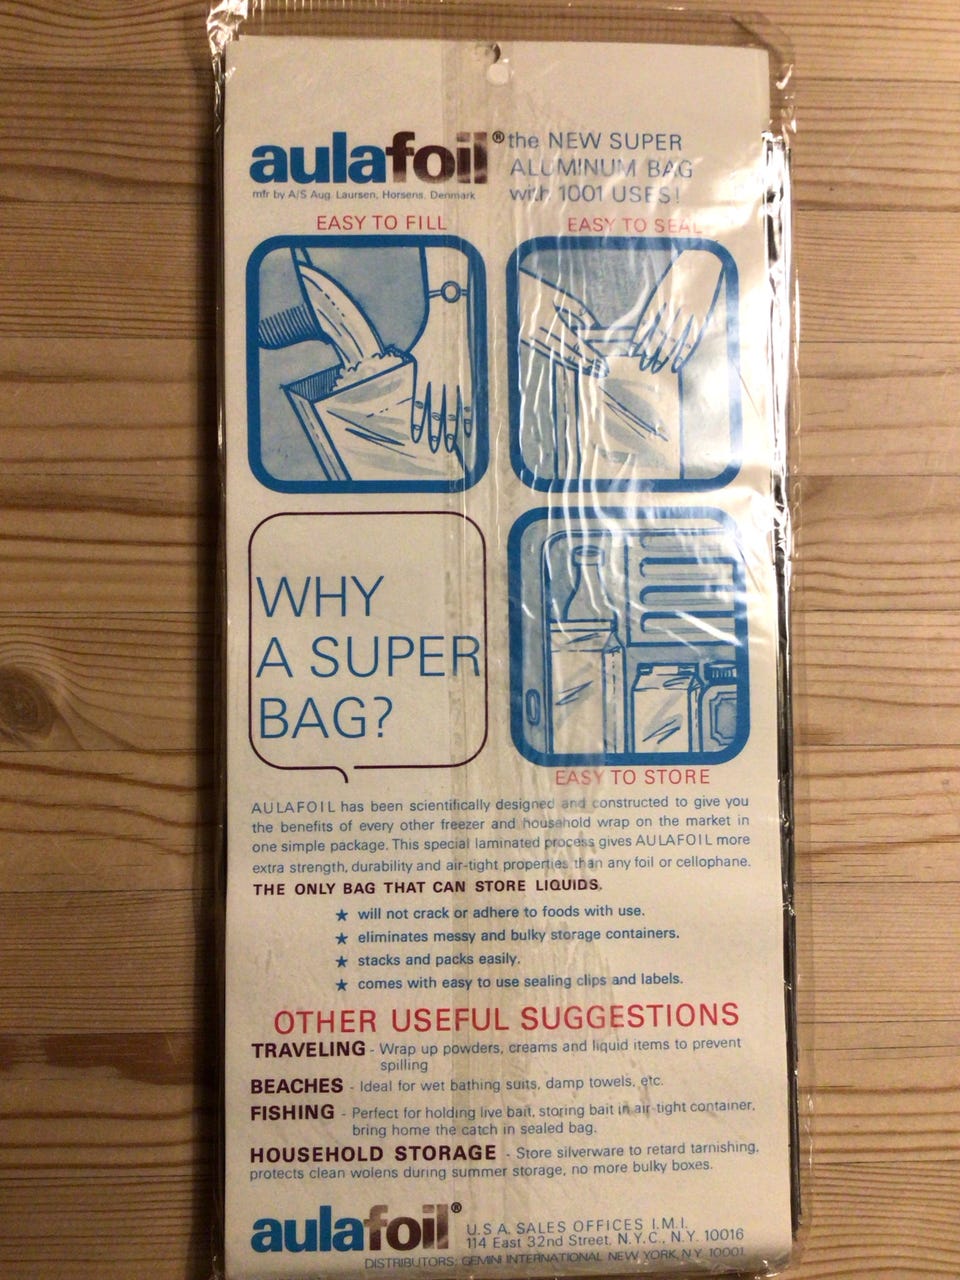 aulafoil®
the NEW SUPER
ALUMINUM BAG
with 1001 USES!
mfr by A/S Aug. Laursen, Horsens, Denmark
EASY TO FILL
EASY TO SEAL
WHY
A SUPER
BAG?
EASY TO STORE
AULAFOIL has been scientifically designed and constructed to give you
the benefits of every other freezer and household wrap on the market in
one simple package. This special laminated process gives AULAFOIL more
extra strength, durability and air-tight properties than any foil or cellophane.
THE ONLY BAG THAT CAN STORE LIQUIDS.
★ will not crack or adhere to foods with use.
★ eliminates messy and bulky storage containers.
★ stacks and packs easily.
★ comes with easy to use sealing clips and labels.
OTHER USEFUL SUGGESTIONS
TRAVELING - Wrap up powders, creams and liquid items to prevent
spilling
BEACHES - Ideal for wet bathing suits, damp towels, etc.
FISHING - Perfect for holding live bait, storing bait in air tight container,
bring home the catch in sealed bag.
HOUSEHOLD STORAGE - Store silverware to retard tarnishing,
protects clean wolens during summer storage, no more bulky boxes.
aulafoil®
U.S.A. SALES OFFICES I.M.I.
114 East 32nd Street, N.Y.C., N.Y. 10016
DISTRIBUTORS: GEMINI INTERNATIONAL NEW YORK, N.Y. 10001